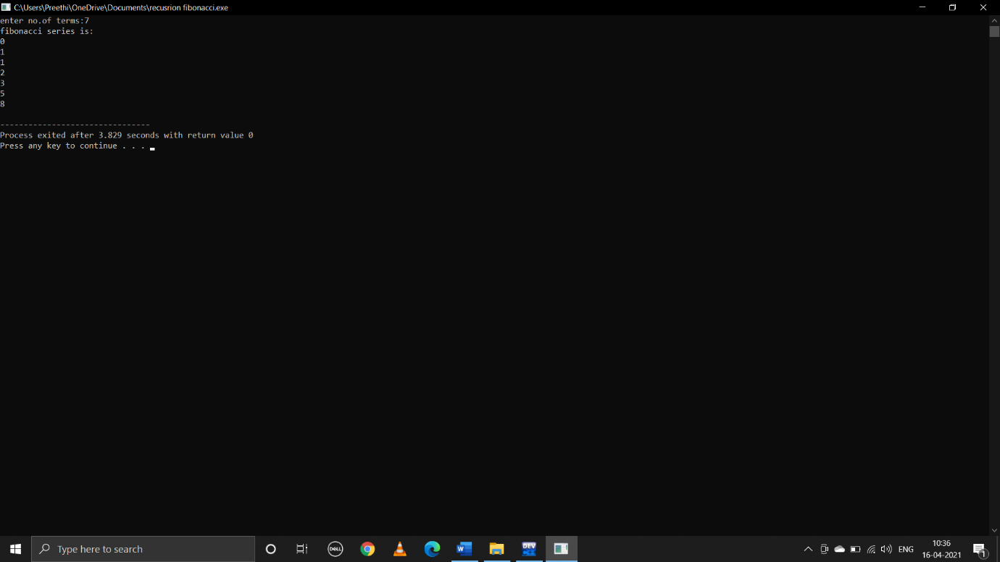 C:\Users\Preethi\OneDrive\Documents\recusrion fibonacci.exe
enter no.of terms:7
fibonacci series is:
0
1
1
2
3
5
8
--------------------------------
Process exited after 3.829 seconds with return value 0
Press any key to continue . . .
Type here to search
DELL
W
DEV
C++
ENG
10:36
16-04-2021
1